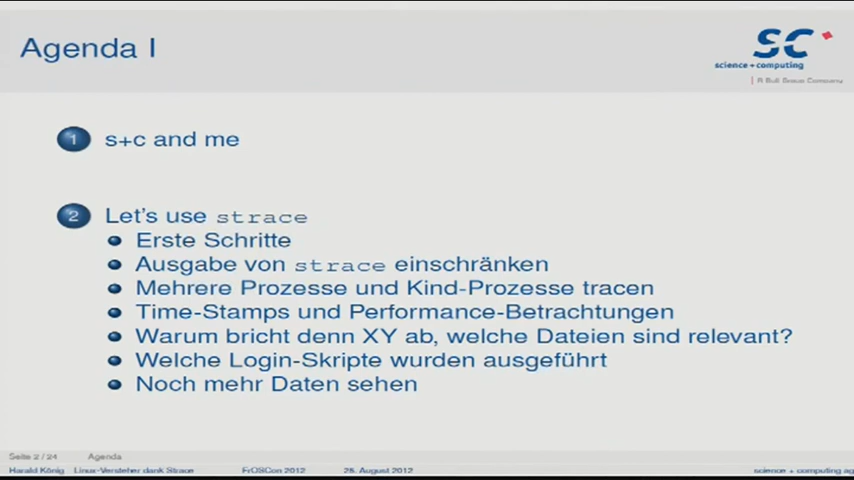 Agenda I
SC
science + computing
A Bull Group Company
1 s+c and me
2 Let's use strace
Erste Schritte
Ausgabe von strace einschränken
Mehrere Prozesse und Kind-Prozesse tracen
Time-Stamps und Performance-Betrachtungen
Warum bricht denn XY ab, welche Dateien sind relevant?
Welche Login-Skripte wurden ausgeführt
Noch mehr Daten sehen
Seite 2 / 24 Agenda
Harald König Linux-Versteher dank Strace FrOSCon 2012 26. August 2012 science + computing ag